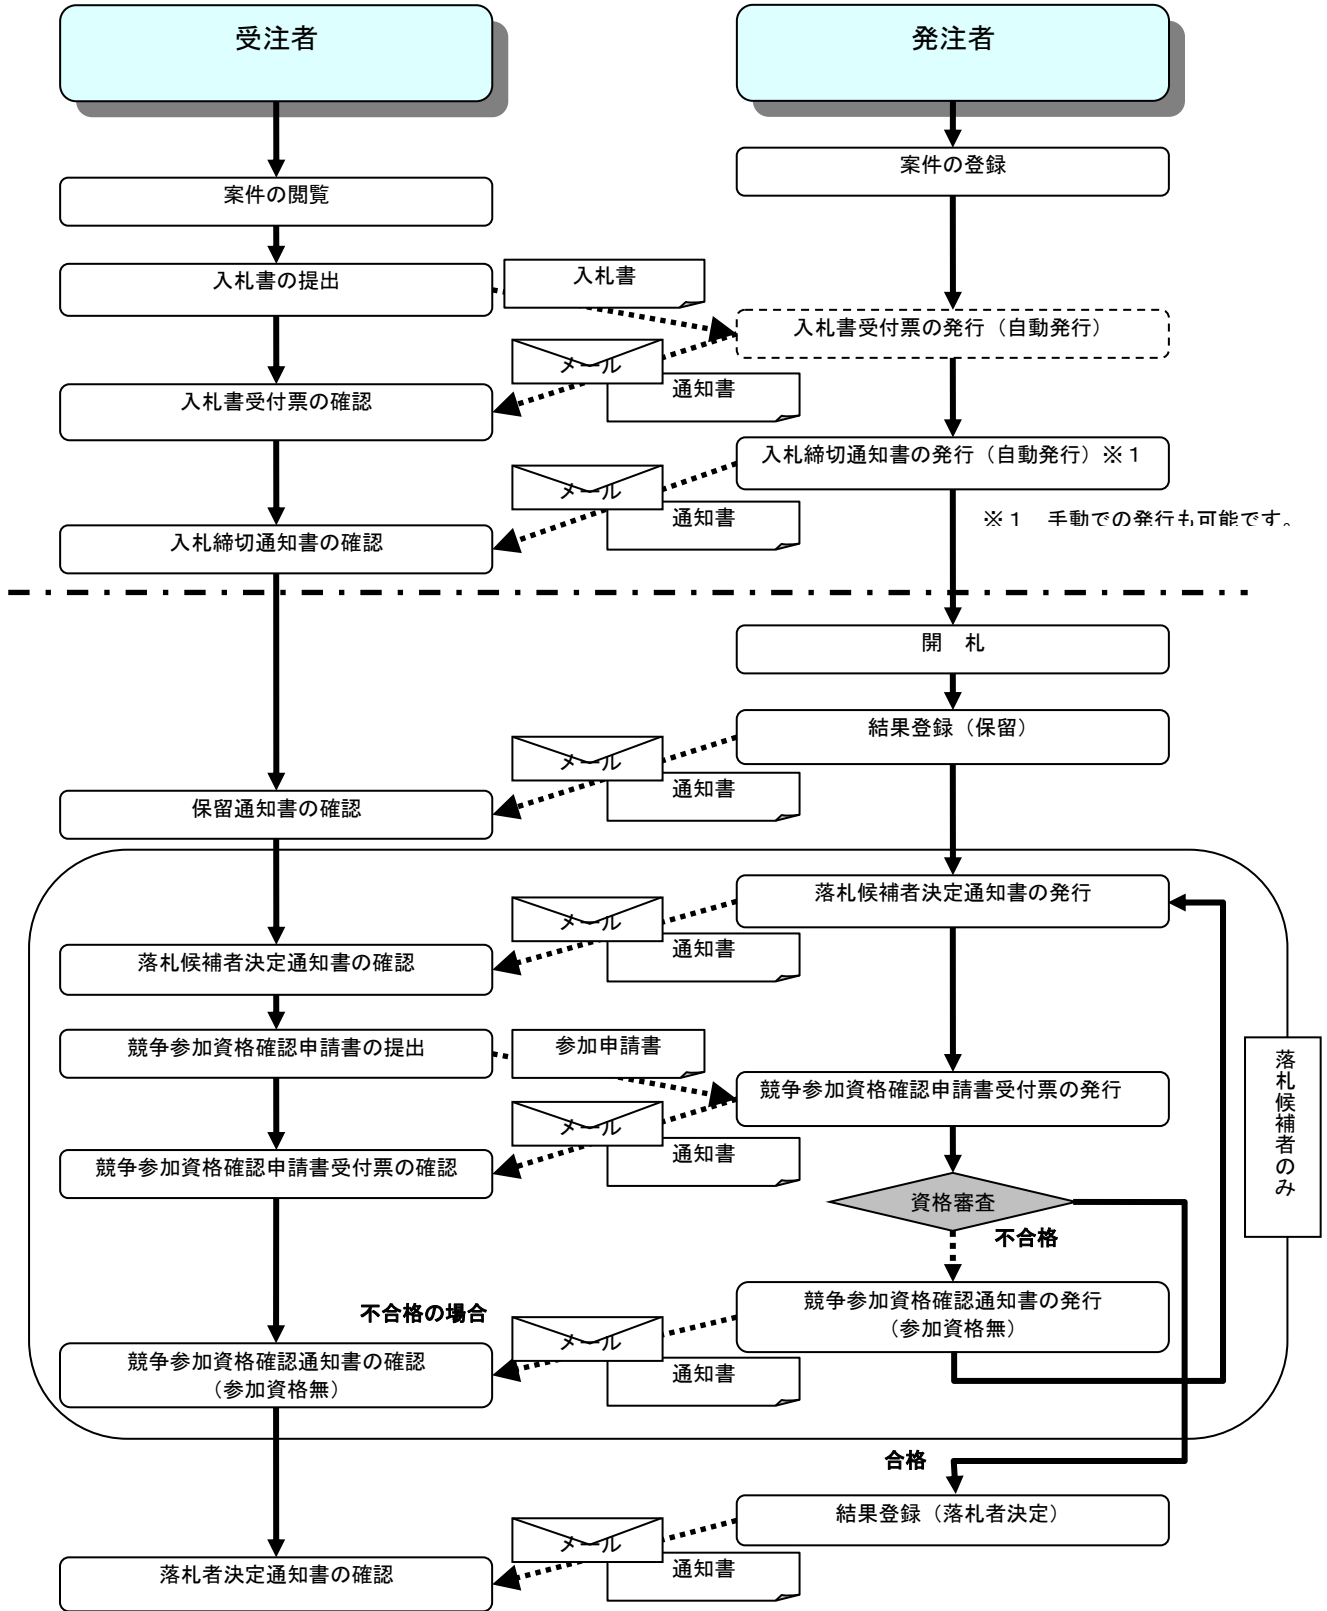 受注者
発注者
案件の登録
案件の閲覧
入札書の提出
入札書
入札書受付票の発行（自動発行）
メール
通知書
入札書受付票の確認
入札締切通知書の発行（自動発行）※１
メール
通知書
※１　手動での発行も可能です。
入札締切通知書の確認
開　札
結果登録（保留）
メール
通知書
保留通知書の確認
落札候補者決定通知書の発行
メール
通知書
落札候補者決定通知書の確認
競争参加資格確認申請書の提出
参加申請書
落札候補者のみ
競争参加資格確認申請書受付票の発行
メール
通知書
競争参加資格確認申請書受付票の確認
資格審査
不合格
競争参加資格確認通知書の発行
（参加資格無）
不合格の場合
メール
通知書
競争参加資格確認通知書の確認
（参加資格無）
合格
結果登録（落札者決定）
メール
通知書
落札者決定通知書の確認